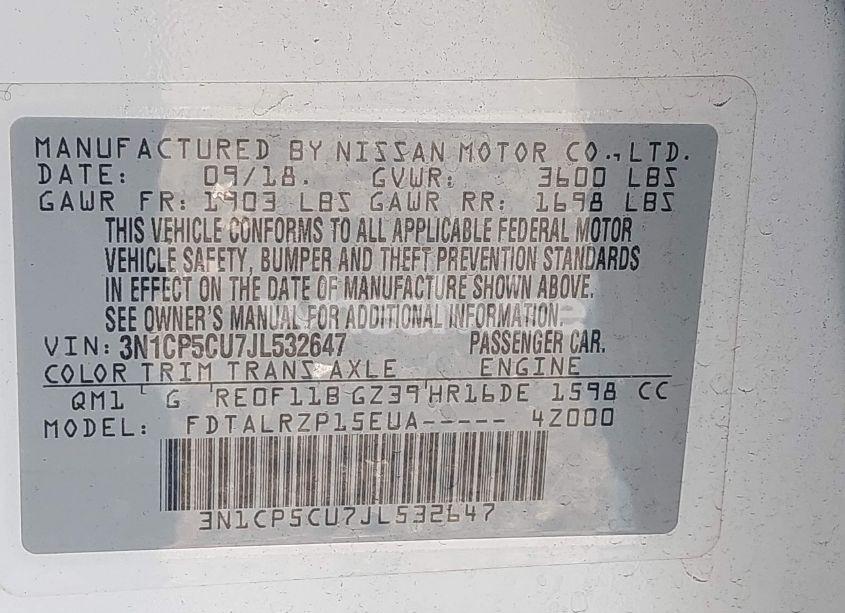 MANUFACTURED BY NISSAN MOTOR CO., LTD.
DATE: 09/18. GVWR: 3600 LBS
GAWR FR: 1903 LBS GAWR RR: 1698 LBS
THIS VEHICLE CONFORMS TO ALL APPLICABLE FEDERAL MOTOR
VEHICLE SAFETY, BUMPER AND THEFT PREVENTION STANDARDS
IN EFFECT ON THE DATE OF MANUFACTURE SHOWN ABOVE.
SEE OWNER'S MANUAL FOR ADDITIONAL INFORMATION
VIN: 3N1CP5CU7JL532647 PASSENGER CAR.
COLOR TRIM TRANS AXLE ENGINE
QM1 G RE0F11B GZ39 HR16DE 1598 CC
MODEL: FDTALRZP15EUA----- 4Z000
3N1CP5CU7JL532647